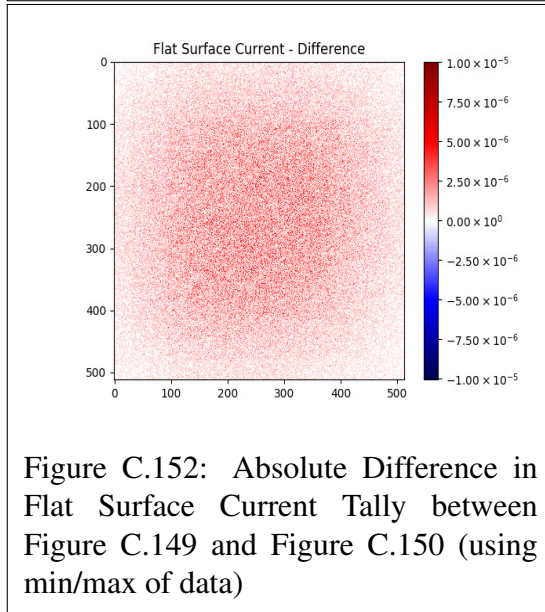 Flat Surface Current - Difference
0
100
200
300
400
500
0 100 200 300 400 500
1.00 × 10⁻⁵
7.50 × 10⁻⁶
5.00 × 10⁻⁶
2.50 × 10⁻⁶
0.00 × 10⁰
−2.50 × 10⁻⁶
−5.00 × 10⁻⁶
−7.50 × 10⁻⁶
−1.00 × 10⁻⁵
Figure C.152: Absolute Difference in
Flat Surface Current Tally between
Figure C.149 and Figure C.150 (using
min/max of data)